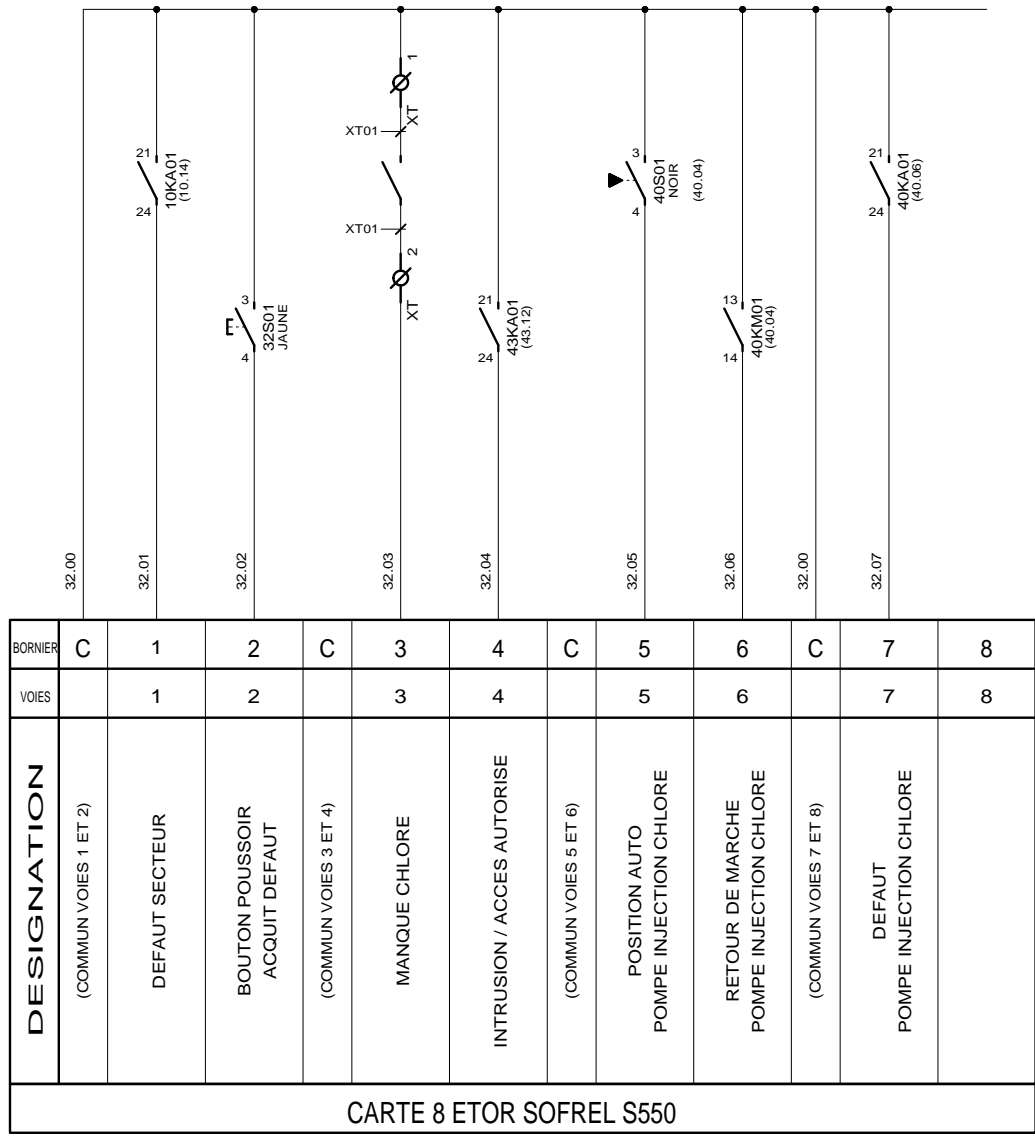 1
XT
XT01
21
10KA01
(10.14)
24
3
40S01
NOIR
(40.04)
4
21
40KA01
(40.06)
24
XT01
2
XT
3
32S01
JAUNE
4
21
43KA01
(43.12)
24
13
40KM01
(40.04)
14
32.00
32.01
32.02
32.03
32.04
32.05
32.06
32.00
32.07
BORNIER C 1 2 C 3 4 C 5 6 C 7 8
VOIES 1 2 3 4 5 6 7 8
DESIGNATION
(COMMUN VOIES 1 ET 2)
DEFAUT SECTEUR
BOUTON POUSSOIR
ACQUIT DEFAUT
(COMMUN VOIES 3 ET 4)
MANQUE CHLORE
INTRUSION / ACCES AUTORISE
(COMMUN VOIES 5 ET 6)
POSITION AUTO
POMPE INJECTION CHLORE
RETOUR DE MARCHE
POMPE INJECTION CHLORE
(COMMUN VOIES 7 ET 8)
DEFAUT
POMPE INJECTION CHLORE
CARTE 8 ETOR SOFREL S550